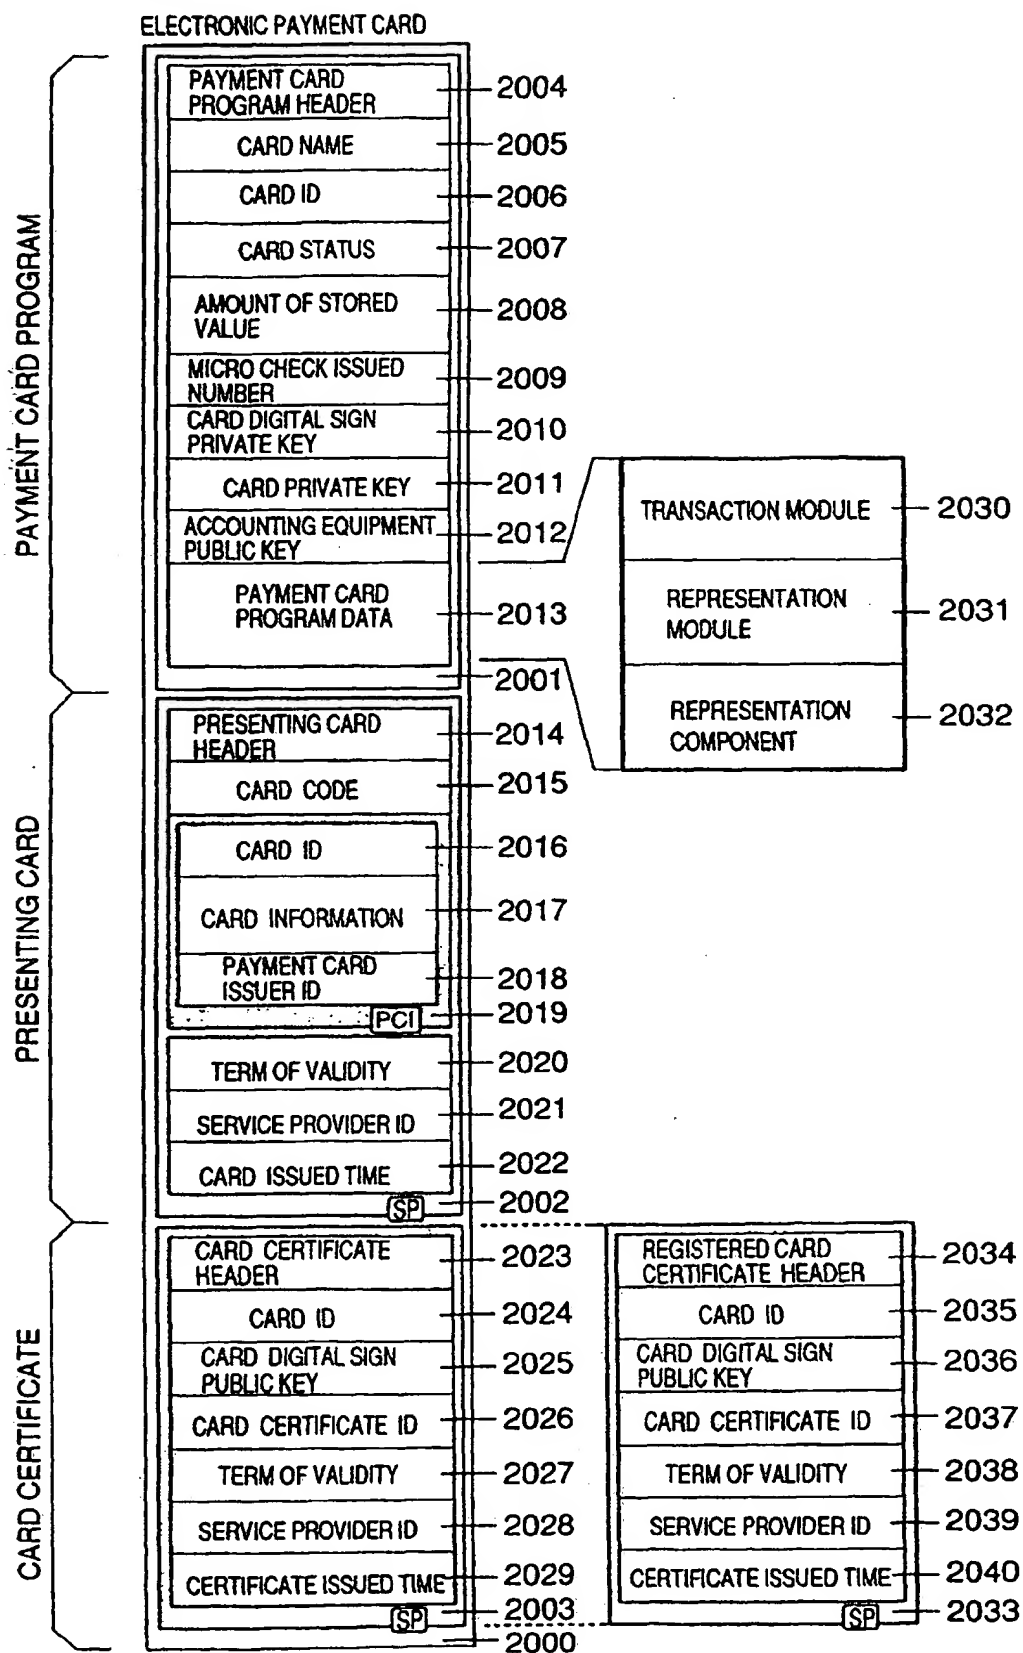 ELECTRONIC PAYMENT CARD
PAYMENT CARD PROGRAM
PAYMENT CARD
PROGRAM HEADER
2004
CARD NAME
2005
CARD ID
2006
CARD STATUS
2007
AMOUNT OF STORED
VALUE
2008
MICRO CHECK ISSUED
NUMBER
2009
CARD DIGITAL SIGN
PRIVATE KEY
2010
CARD PRIVATE KEY
2011
ACCOUNTING EQUIPMENT
PUBLIC KEY
2012
PAYMENT CARD
PROGRAM DATA
2013
2001
TRANSACTION MODULE
2030
REPRESENTATION
MODULE
2031
REPRESENTATION
COMPONENT
2032
PRESENTING CARD
PRESENTING CARD
HEADER
2014
CARD CODE
2015
CARD ID
2016
CARD INFORMATION
2017
PAYMENT CARD
ISSUER ID
2018
PCI
2019
TERM OF VALIDITY
2020
SERVICE PROVIDER ID
2021
CARD ISSUED TIME
2022
SP
2002
CARD CERTIFICATE
CARD CERTIFICATE
HEADER
2023
CARD ID
2024
CARD DIGITAL SIGN
PUBLIC KEY
2025
CARD CERTIFICATE ID
2026
TERM OF VALIDITY
2027
SERVICE PROVIDER ID
2028
CERTIFICATE ISSUED TIME
2029
SP
2003
2000
REGISTERED CARD
CERTIFICATE HEADER
2034
CARD ID
2035
CARD DIGITAL SIGN
PUBLIC KEY
2036
CARD CERTIFICATE ID
2037
TERM OF VALIDITY
2038
SERVICE PROVIDER ID
2039
CERTIFICATE ISSUED TIME
2040
SP
2033